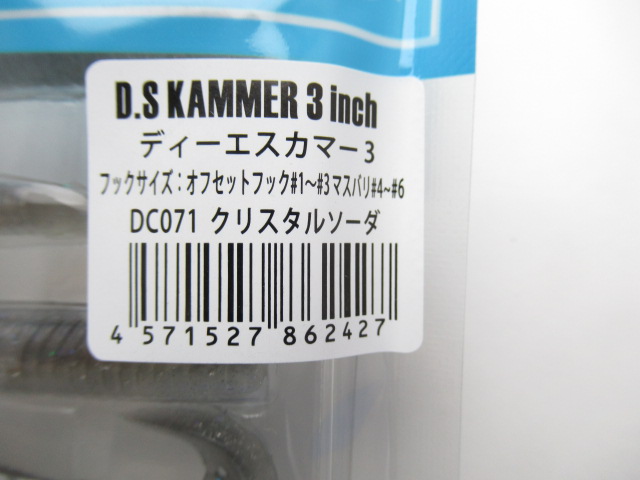 D.S KAMMER 3 inch
ディーエスカマー3
フックサイズ：オフセットフック#1〜#3マスバリ#4〜#6
DC071 クリスタルソーダ
4 571527 862427